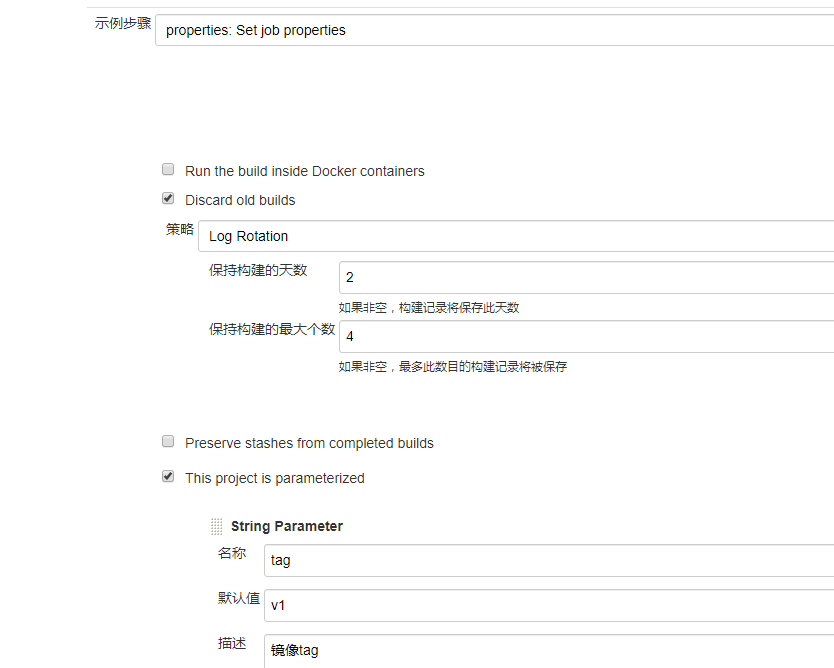 示例步骤 properties: Set job properties
Run the build inside Docker containers
Discard old builds
策略 Log Rotation
保持构建的天数 2
如果非空，构建记录将保存此天数
保持构建的最大个数 4
如果非空，最多此数目的构建记录将被保存
Preserve stashes from completed builds
This project is parameterized
String Parameter
名称 tag
默认值 v1
描述 镜像tag